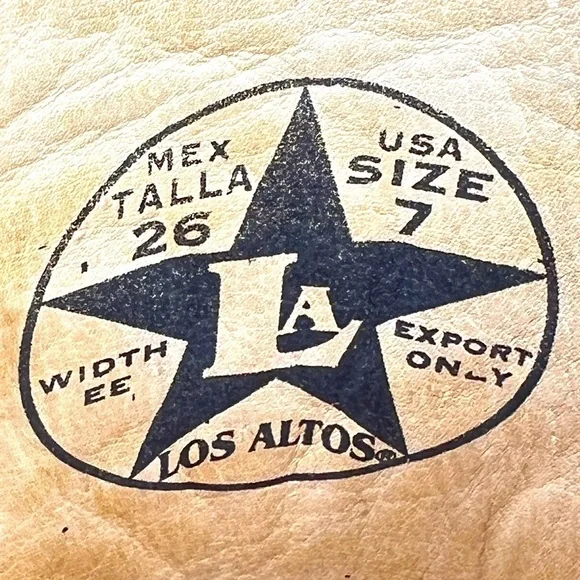 MEX
TALLA
26
USA
SIZE
7
LA
WIDTH
EE
EXPORT
ONLY
LOS ALTOS®